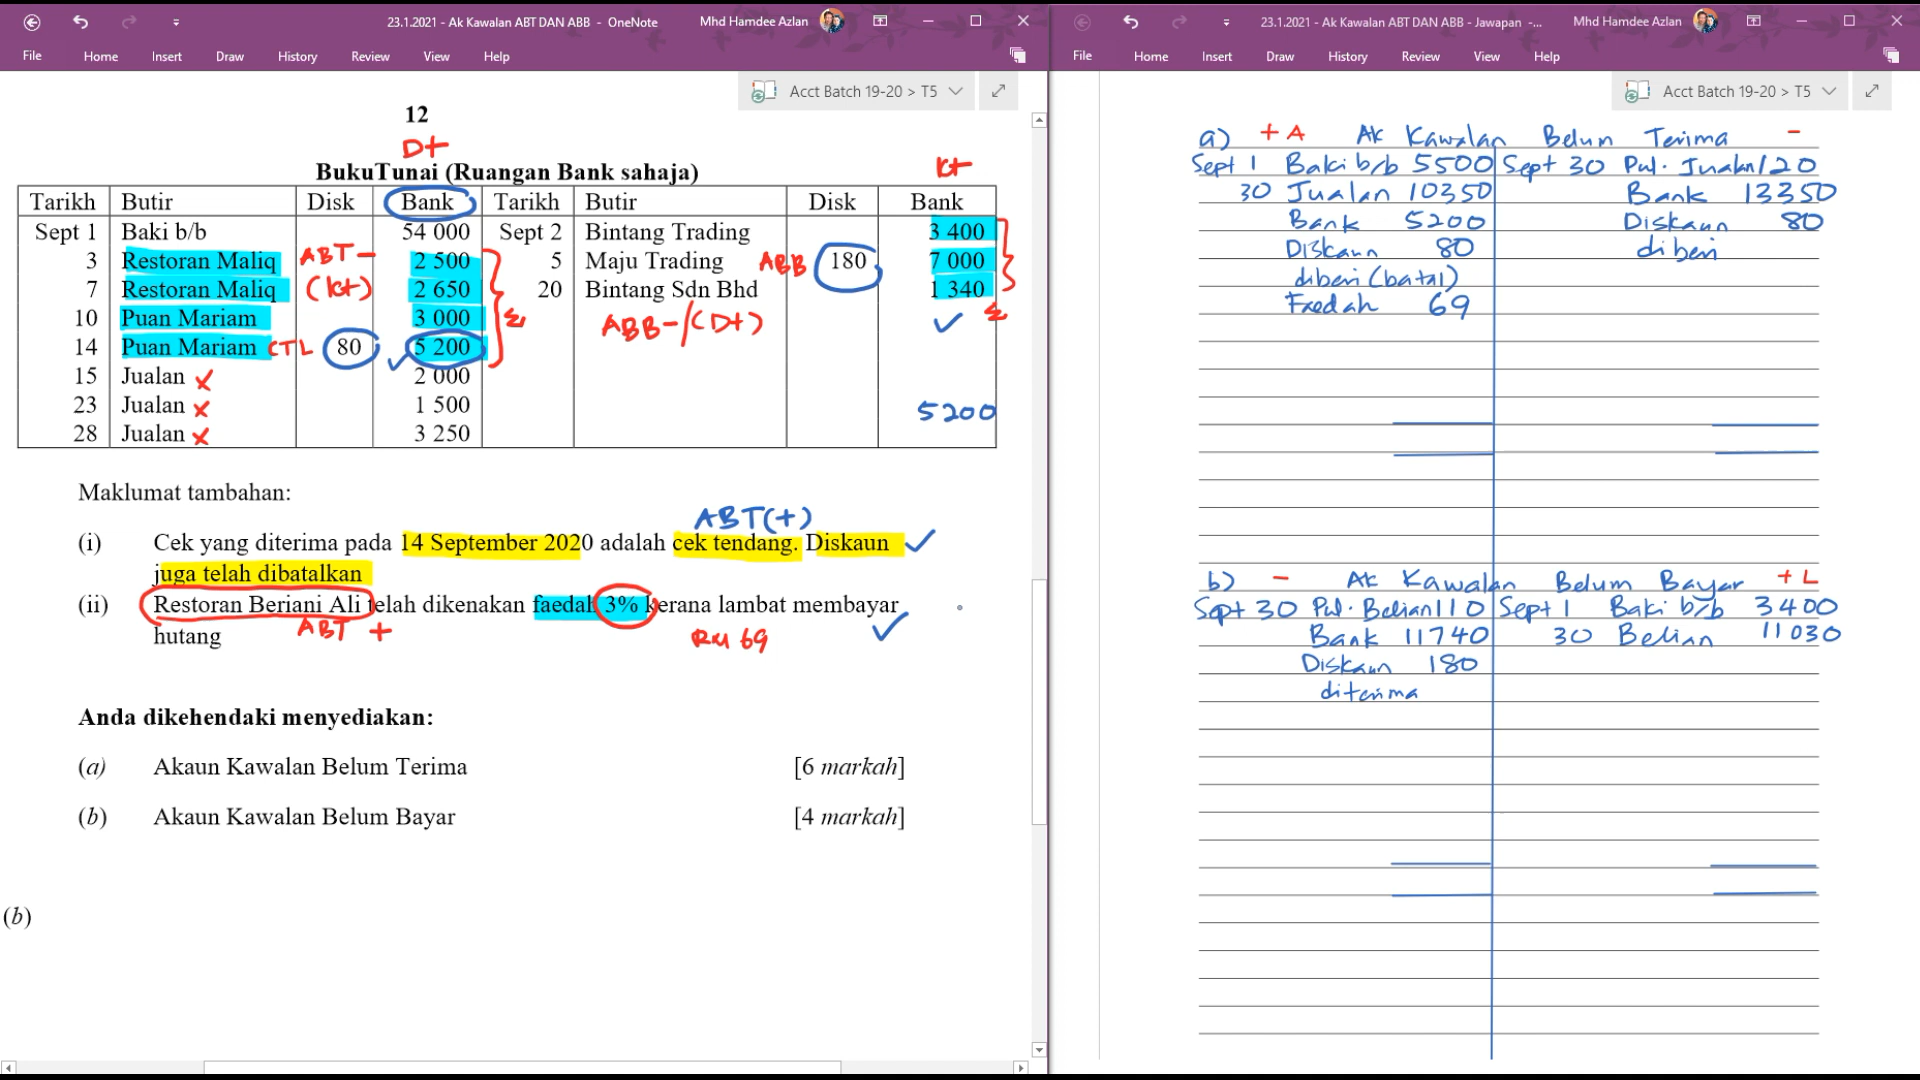 23.1.2021 - Ak Kawalan ABT DAN ABB - OneNote
Mhd Hamdee Azlan
File Home Insert Draw History Review View Help
Acct Batch 19-20 > T5
12
D+
BukuTunai (Ruangan Bank sahaja)
K+
Tarikh Butir Disk Bank Tarikh Butir Disk Bank
Sept 1 Baki b/b 54 000 Sept 2 Bintang Trading 3 400
3 Restoran Maliq ABT - 2 500 5 Maju Trading ABB 180 7 000
7 Restoran Maliq (K+) 2 650 20 Bintang Sdn Bhd 1 340
10 Puan Mariam 3 000 ABB -/(D+)
14 Puan Mariam CTL 80 5 200
15 Jualan x 2 000
23 Jualan x 1 500 5200
28 Jualan x 3 250
Maklumat tambahan:
ABT(+)
(i) Cek yang diterima pada 14 September 2020 adalah cek tendang. Diskaun
juga telah dibatalkan
(ii) Restoran Beriani Ali telah dikenakan faedah 3% kerana lambat membayar
hutang
ABT + RM 69
Anda dikehendaki menyediakan:
(a) Akaun Kawalan Belum Terima [6 markah]
(b) Akaun Kawalan Belum Bayar [4 markah]
(b)
23.1.2021 - Ak Kawalan ABT DAN ABB - Jawapan -...
Mhd Hamdee Azlan
File Home Insert Draw History Review View Help
Acct Batch 19-20 > T5
a) + A Ak Kawalan Belum Terima -
Sept 1 Baki b/b 5500 Sept 30 Pul. Jualan 120
30 Jualan 10350 Bank 13350
Bank 5200 Diskaun 80
Diskaun 80 diberi
diberi (batal)
Faedah 69
b) - Ak Kawalan Belum Bayar + L
Sept 30 Pul. Belian 110 Sept 1 Baki b/b 3400
Bank 11740 30 Belian 11030
Diskaun 180
diterima